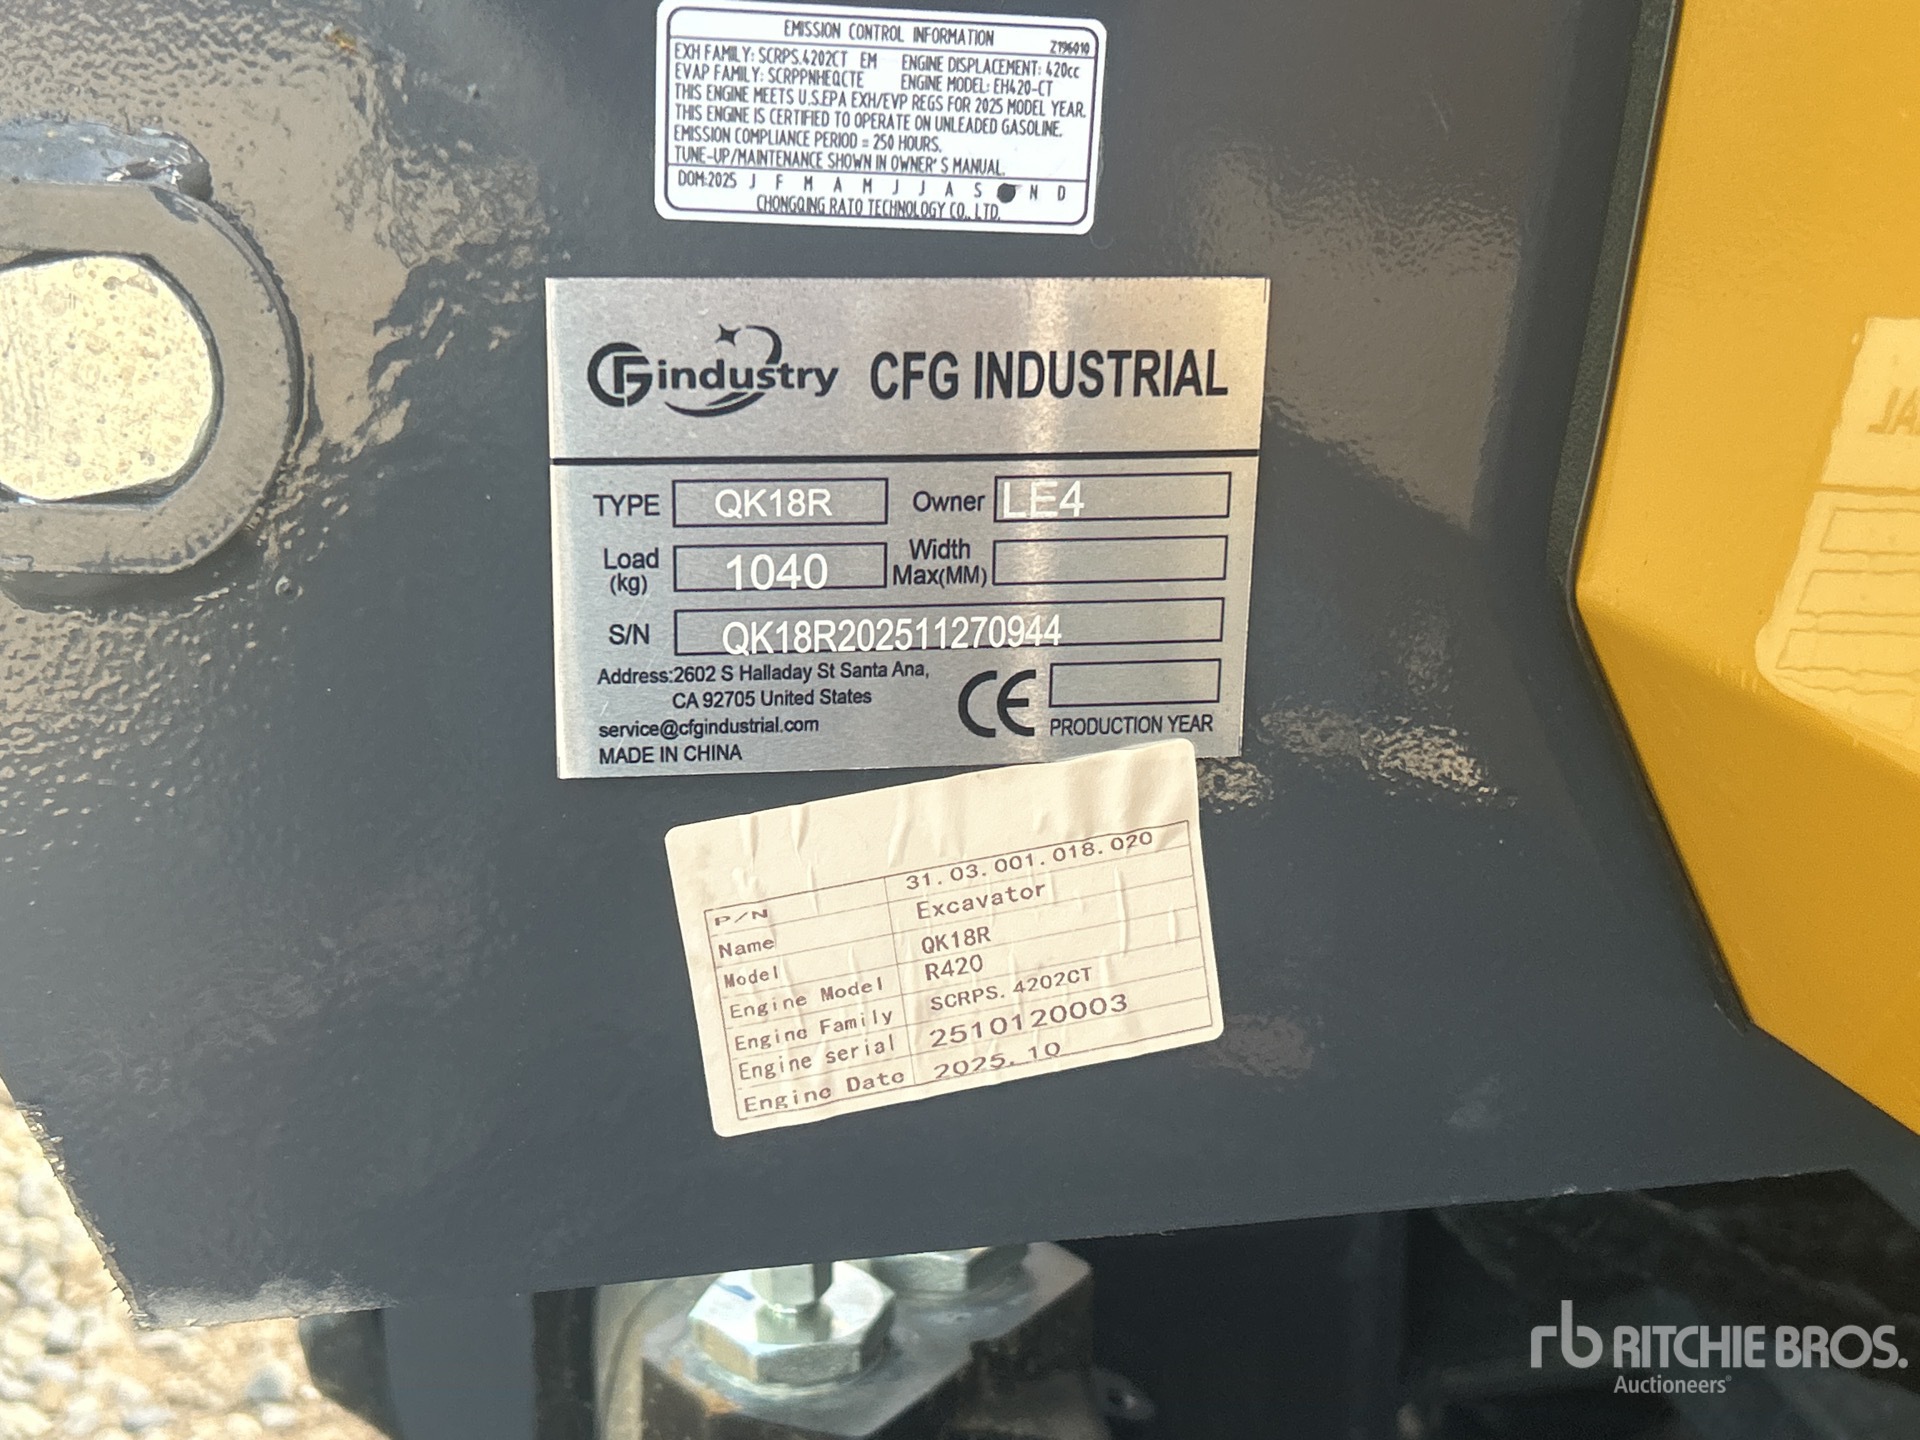 EMISSION CONTROL INFORMATION
ZT96010
EXH FAMILY: SCRPS.4202CT EM ENGINE DISPLACEMENT: 420cc
EVAP FAMILY: SCRPPNHEQCTE ENGINE MODEL: EH420-CT
THIS ENGINE MEETS U.S.EPA EXH/EVP REGS FOR 2025 MODEL YEAR.
THIS ENGINE IS CERTIFIED TO OPERATE ON UNLEADED GASOLINE.
EMISSION COMPLIANCE PERIOD = 250 HOURS.
TUNE-UP/MAINTENANCE SHOWN IN OWNER'S MANUAL.
DOM:2025 J F M A M J J A S N D
CHONGQING RATO TECHNOLOGY CO., LTD.
CFG industry CFG INDUSTRIAL
TYPE QK18R Owner LE4
Load (kg) 1040 Width Max(MM)
S/N QK18R202511270944
Address:2602 S Halladay St Santa Ana,
CA 92705 United States
service@cfgindustrial.com
MADE IN CHINA
CE PRODUCTION YEAR
P/N 31.03.001.018.020
Name Excavator
Model QK18R
Engine Model R420
Engine Family SCRPS.4202CT
Engine serial 2510120003
Engine Date 2025.10
rb RITCHIE BROS.
Auctioneers